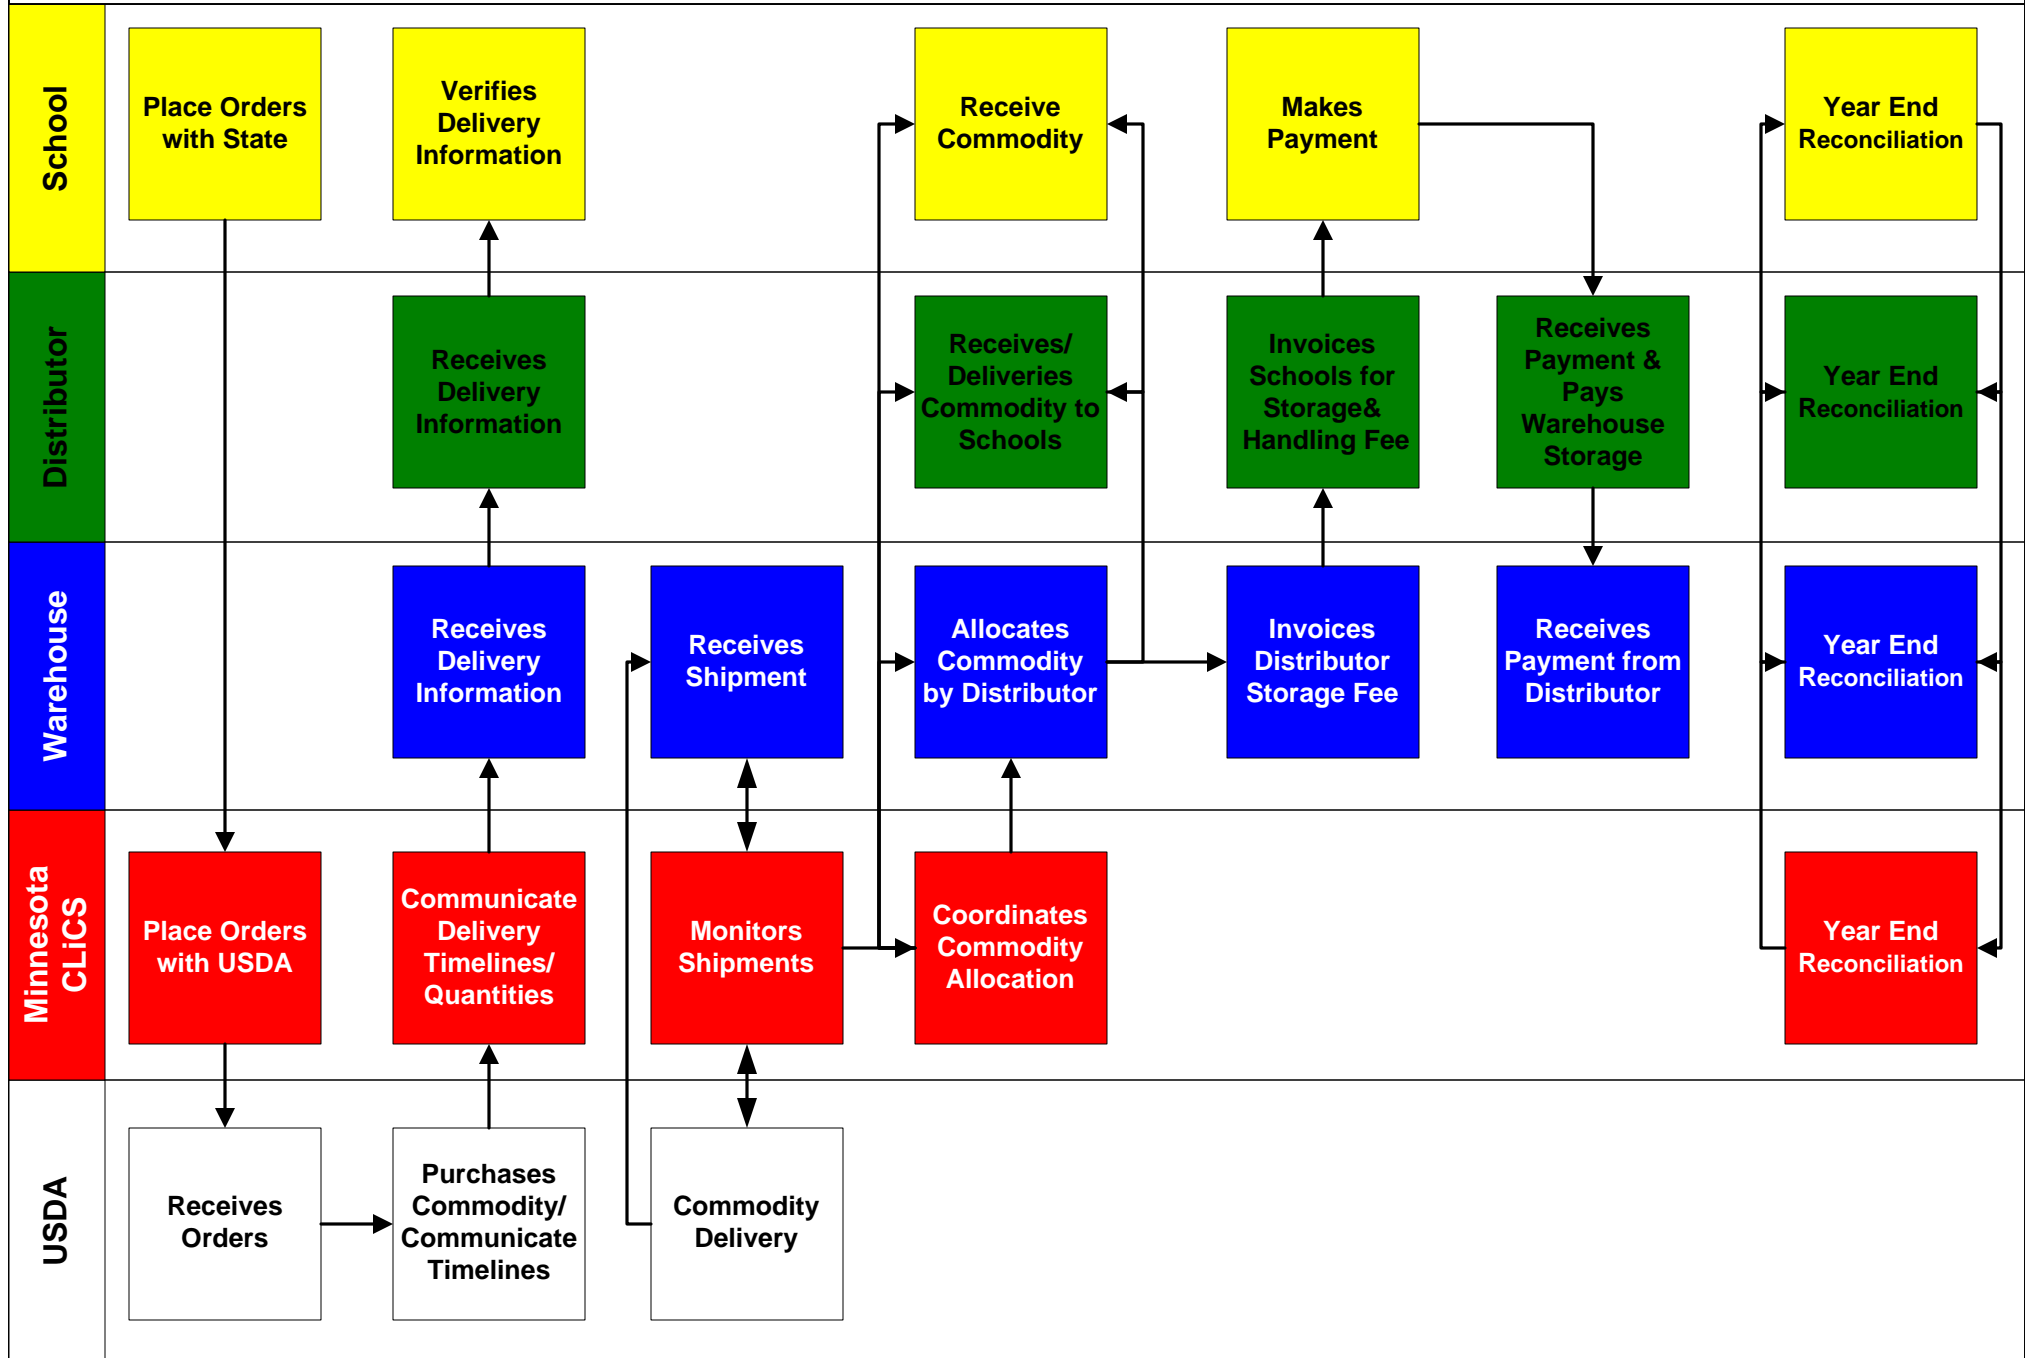 School
Place Orders
with State
Verifies
Delivery
Information
Receive
Commodity
Makes
Payment
Year End
Reconciliation
Distributor
Receives
Delivery
Information
Receives/
Deliveries
Commodity to
Schools
Invoices
Schools for
Storage&
Handling Fee
Receives
Payment &
Pays
Warehouse
Storage
Year End
Reconciliation
Warehouse
Receives
Delivery
Information
Receives
Shipment
Allocates
Commodity
by Distributor
Invoices
Distributor
Storage Fee
Receives
Payment from
Distributor
Year End
Reconciliation
Minnesota
CLiCS
Place Orders
with USDA
Communicate
Delivery
Timelines/
Quantities
Monitors
Shipments
Coordinates
Commodity
Allocation
Year End
Reconciliation
USDA
Receives
Orders
Purchases
Commodity/
Communicate
Timelines
Commodity
Delivery